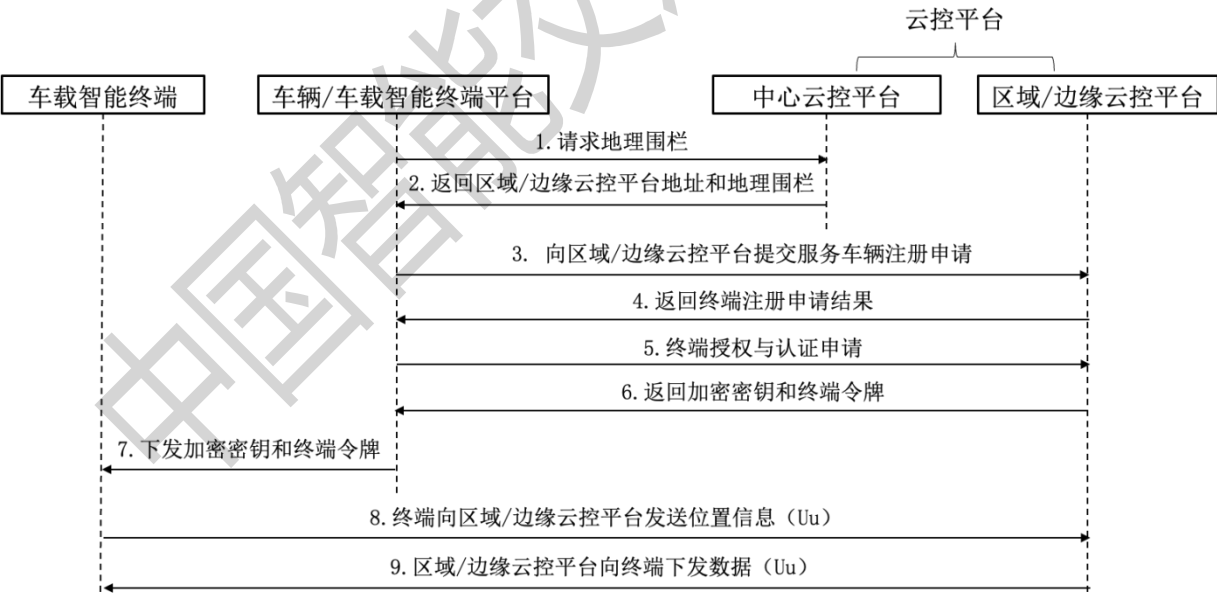 云控平台
车载智能终端
车辆/车载智能终端平台
中心云控平台
区域/边缘云控平台
1.请求地理围栏
2.返回区域/边缘云控平台地址和地理围栏
3. 向区域/边缘云控平台提交服务车辆注册申请
4.返回终端注册申请结果
5.终端授权与认证申请
6.返回加密密钥和终端令牌
7.下发加密密钥和终端令牌
8.终端向区域/边缘云控平台发送位置信息（Uu）
9.区域/边缘云控平台向终端下发数据（Uu）
中国智能交